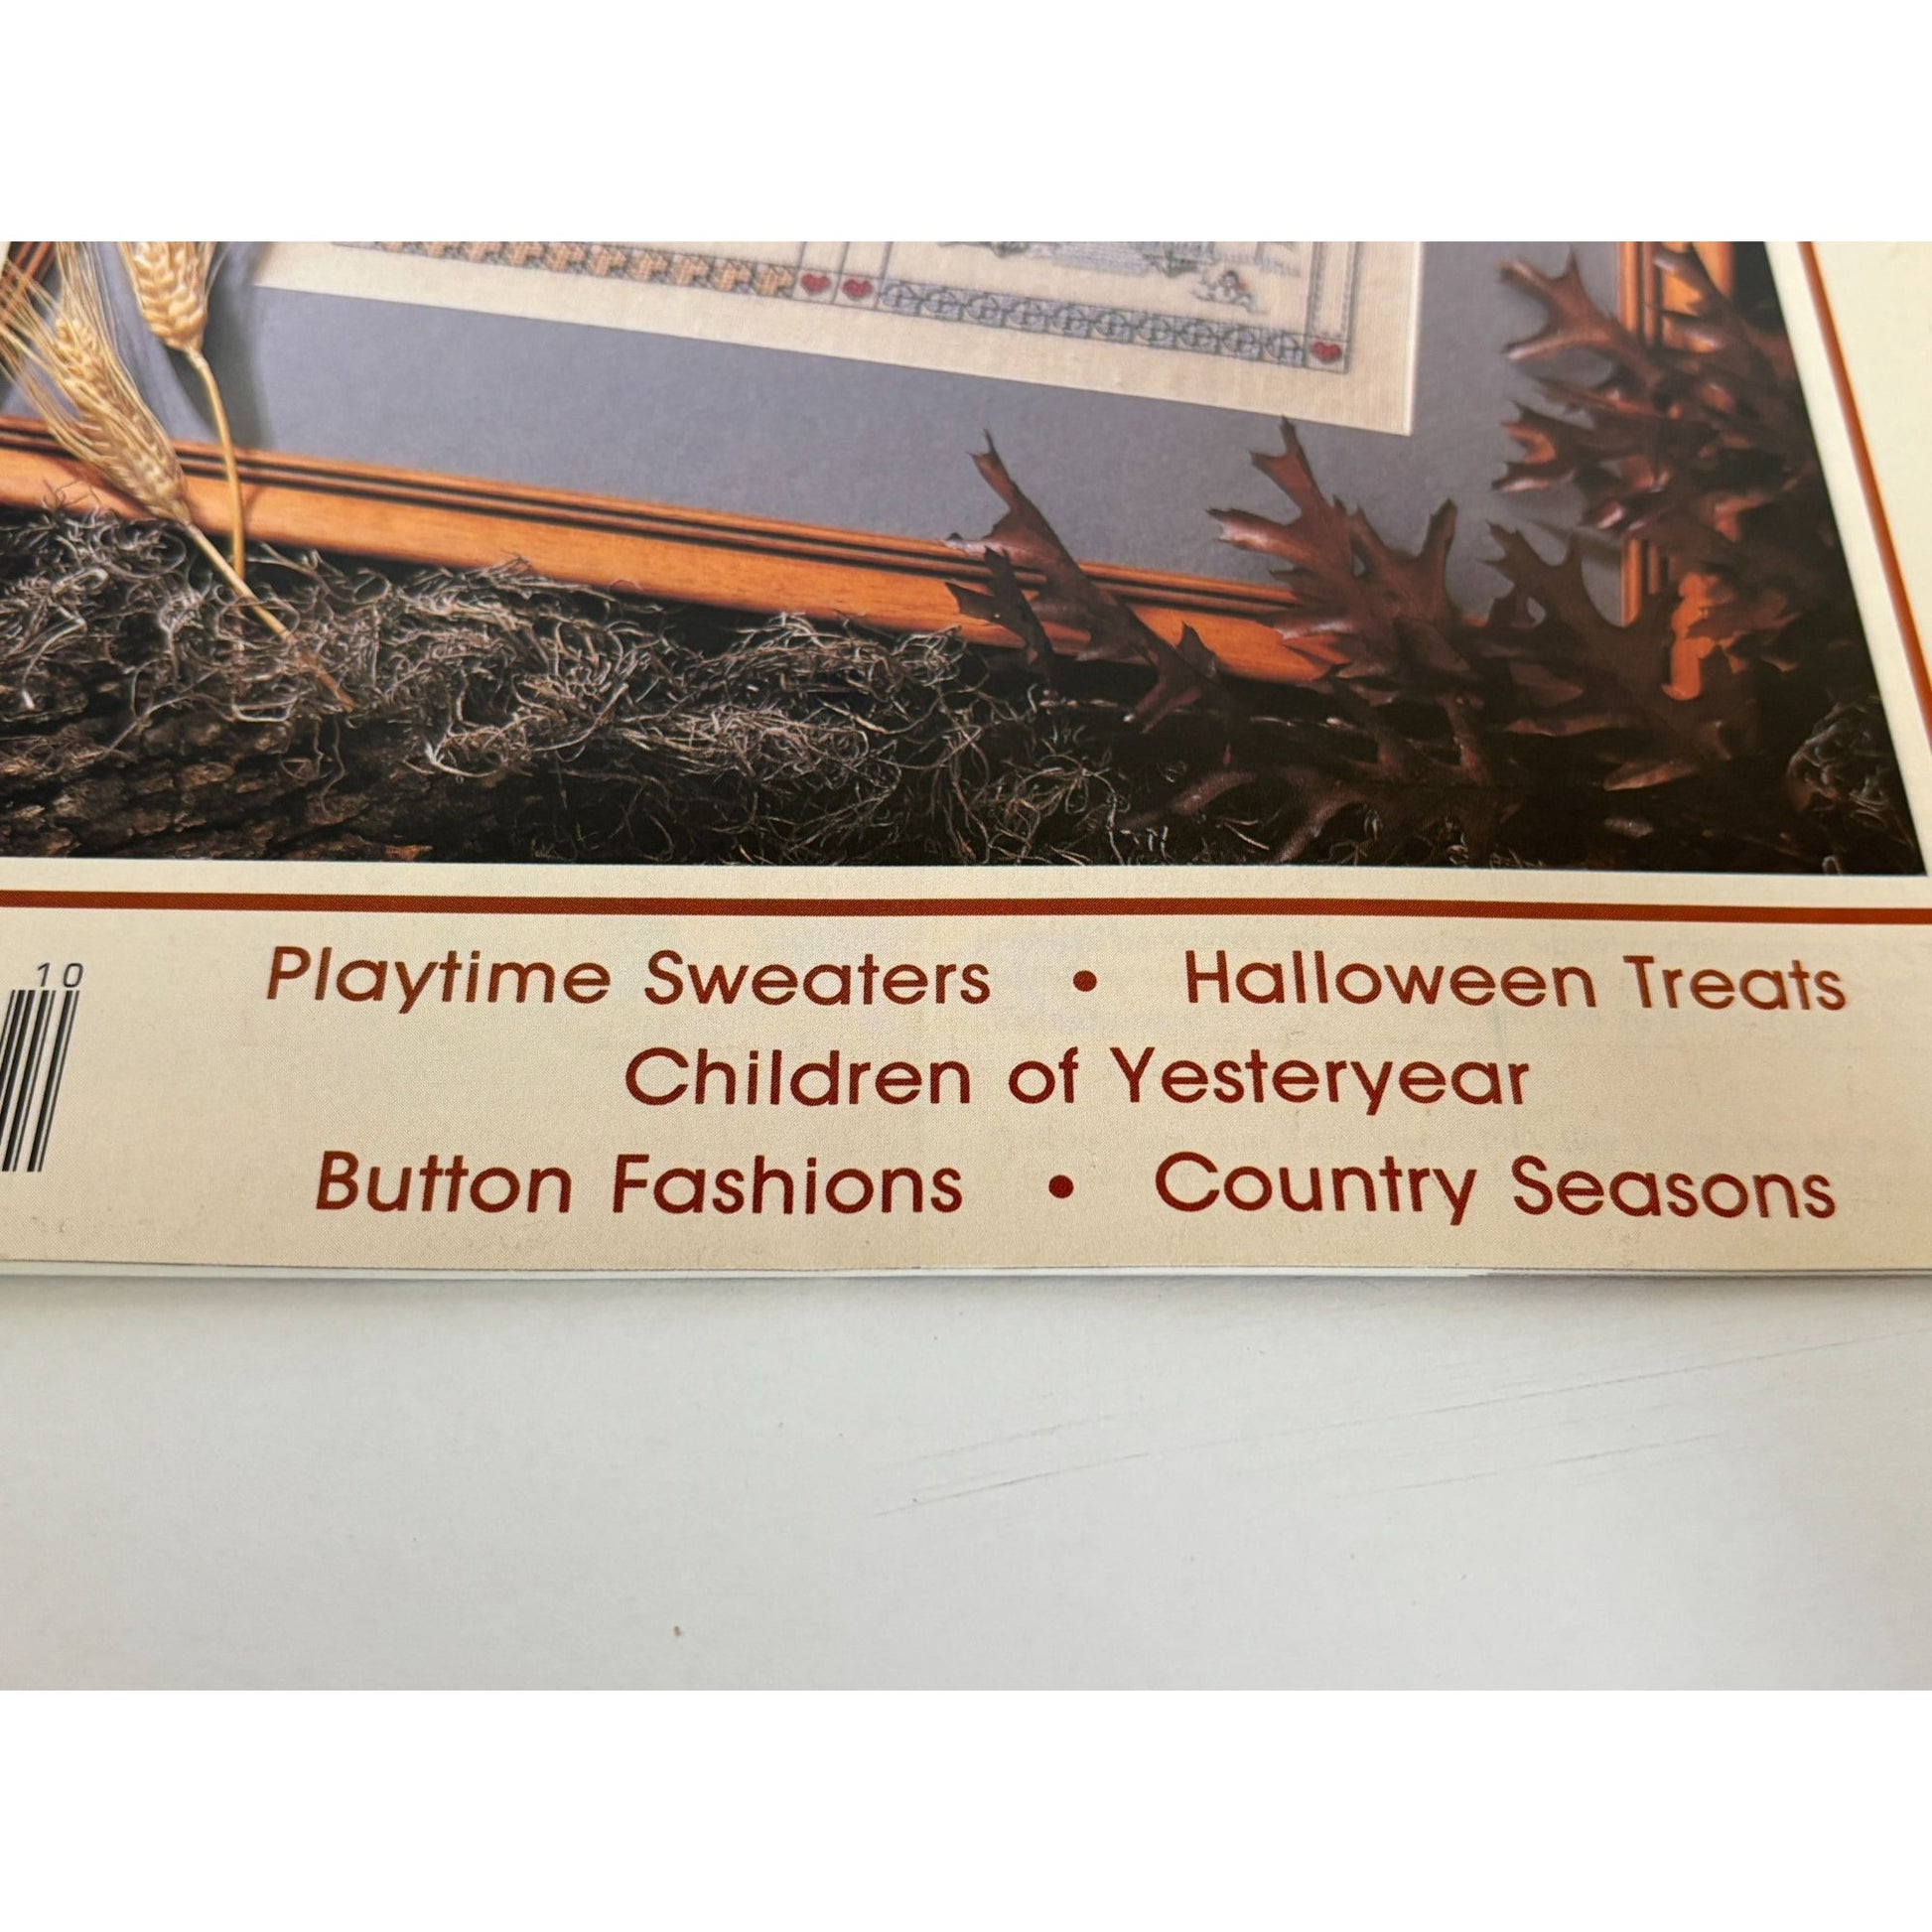 10
Playtime Sweaters • Halloween Treats
Children of Yesteryear
Button Fashions • Country Seasons